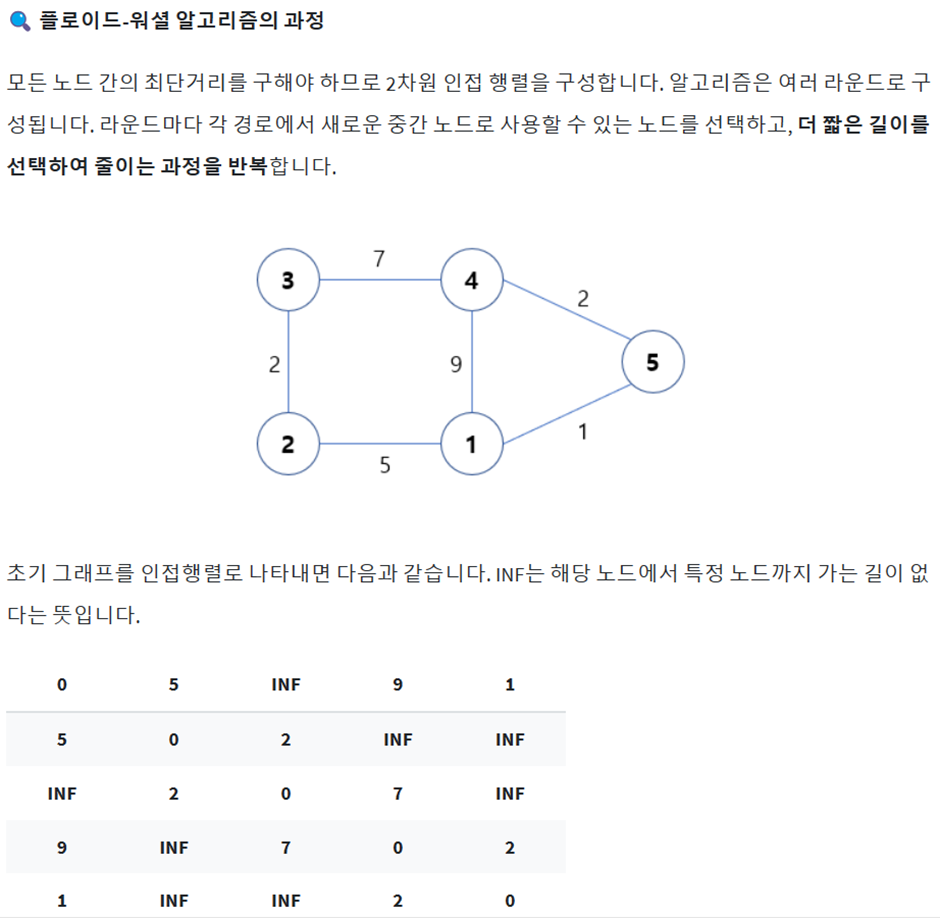 플로이드-워셜 알고리즘의 과정
모든 노드 간의 최단거리를 구해야 하므로 2차원 인접 행렬을 구성합니다. 알고리즘은 여러 라운드로 구
성됩니다. 라운드마다 각 경로에서 새로운 중간 노드로 사용할 수 있는 노드를 선택하고, 더 짧은 길이를
선택하여 줄이는 과정을 반복합니다.
7
3 4
2
2 9 5
1
2 1
5
초기 그래프를 인접행렬로 나타내면 다음과 같습니다. INF는 해당 노드에서 특정 노드까지 가는 길이 없
다는 뜻입니다.
0 5 INF 9 1
5 0 2 INF INF
INF 2 0 7 INF
9 INF 7 0 2
1 INF INF 2 0